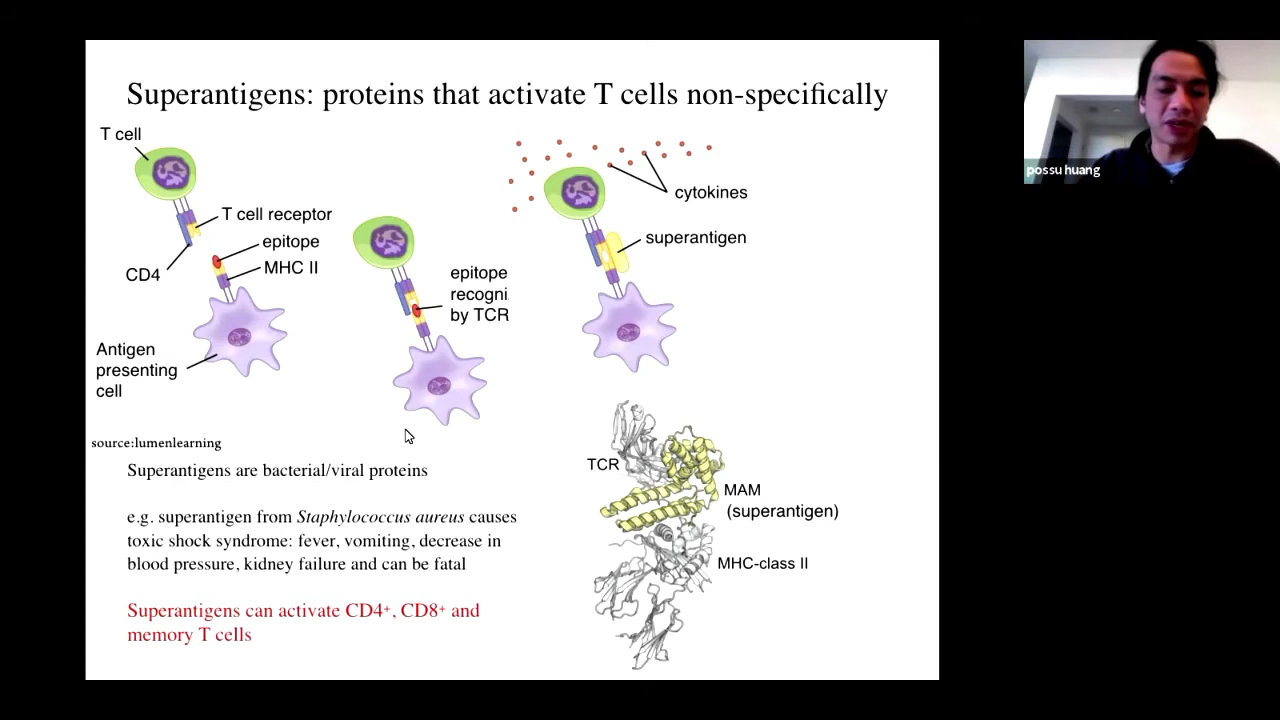 Superantigens: proteins that activate T cells non-specifically
T cell
T cell receptor
epitope
MHC II
CD4
Antigen
presenting
cell
epitope
recogni
by TCR
cytokines
superantigen
source:lumenlearning
Superantigens are bacterial/viral proteins
e.g. superantigen from Staphylococcus aureus causes
toxic shock syndrome: fever, vomiting, decrease in
blood pressure, kidney failure and can be fatal
Superantigens can activate CD4⁺, CD8⁺ and
memory T cells
TCR
MAM
(superantigen)
MHC-class II
possu huang